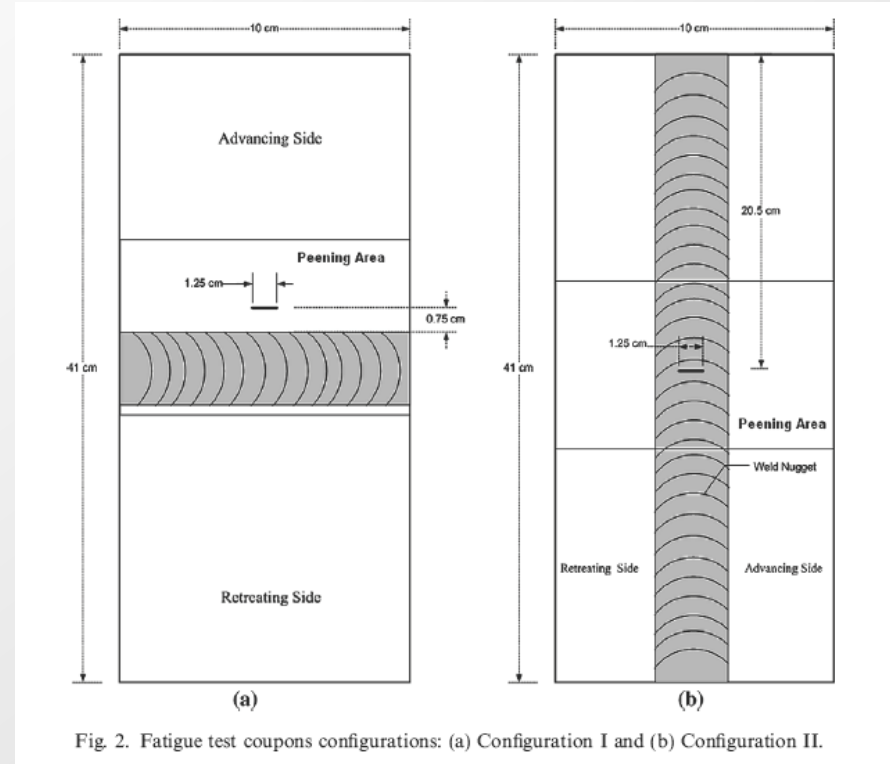 10 cm
Advancing Side
Peening Area
1.25 cm
0.75 cm
41 cm
Retreating Side
(a)
10 cm
20.5 cm
1.25 cm
41 cm
Peening Area
Weld Nugget
Retreating Side
Advancing Side
(b)
Fig. 2. Fatigue test coupons configurations: (a) Configuration I and (b) Configuration II.